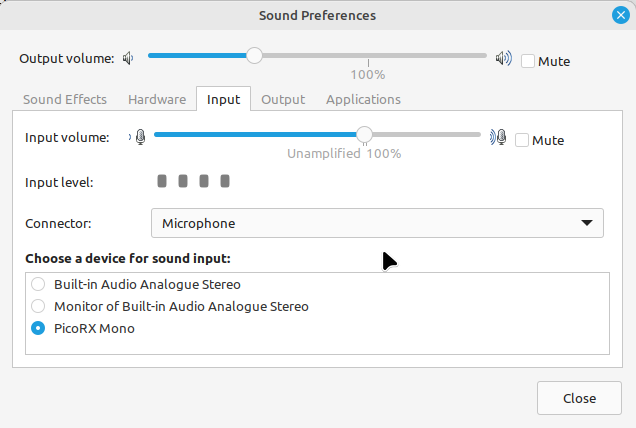 Sound Preferences
Output volume:
Mute
100%
Sound Effects Hardware Input Output Applications
Input volume:
Mute
Unamplified 100%
Input level:
Connector: Microphone
Choose a device for sound input:
Built-in Audio Analogue Stereo
Monitor of Built-in Audio Analogue Stereo
PicoRX Mono
Close